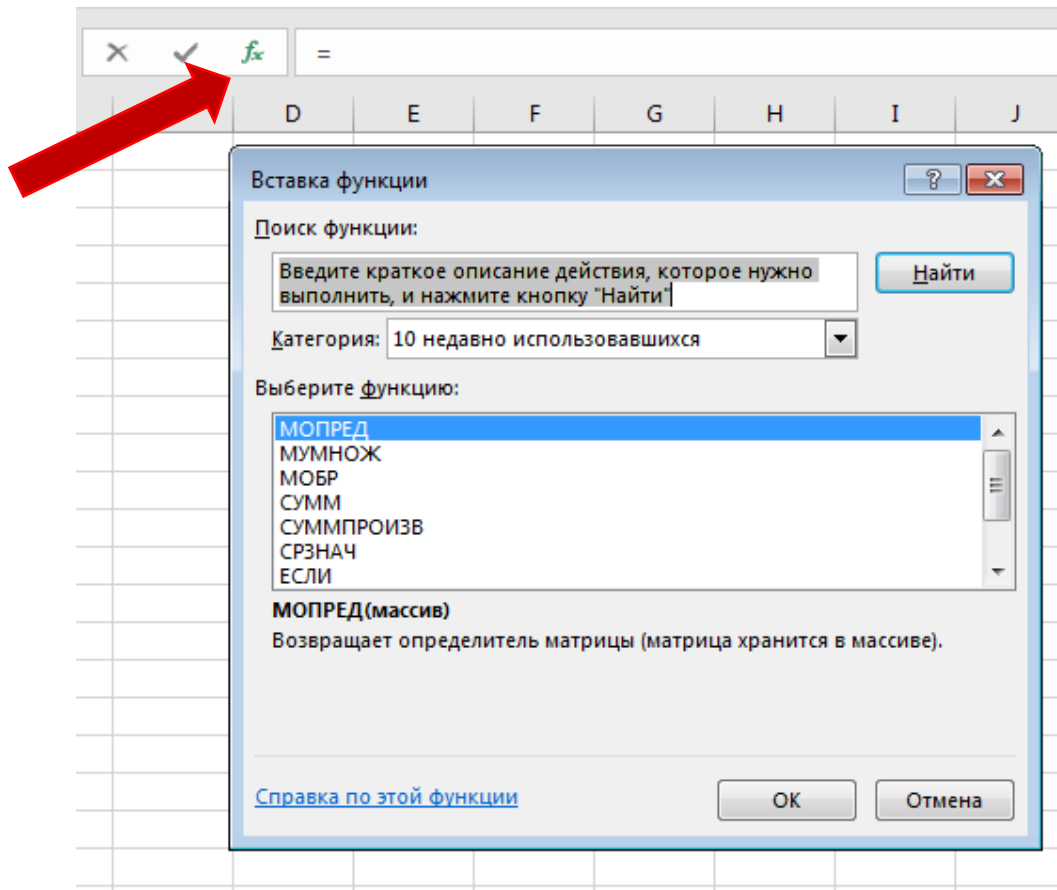 fx =
D E F G H I J
Вставка функции
Поиск функции:
Введите краткое описание действия, которое нужно
выполнить, и нажмите кнопку "Найти"
Найти
Категория: 10 недавно использовавшихся
Выберите функцию:
МОПРЕД
МУМНОЖ
МОБР
СУММ
СУММПРОИЗВ
СРЗНАЧ
ЕСЛИ
МОПРЕД(массив)
Возвращает определитель матрицы (матрица хранится в массиве).
Справка по этой функции
ОК Отмена